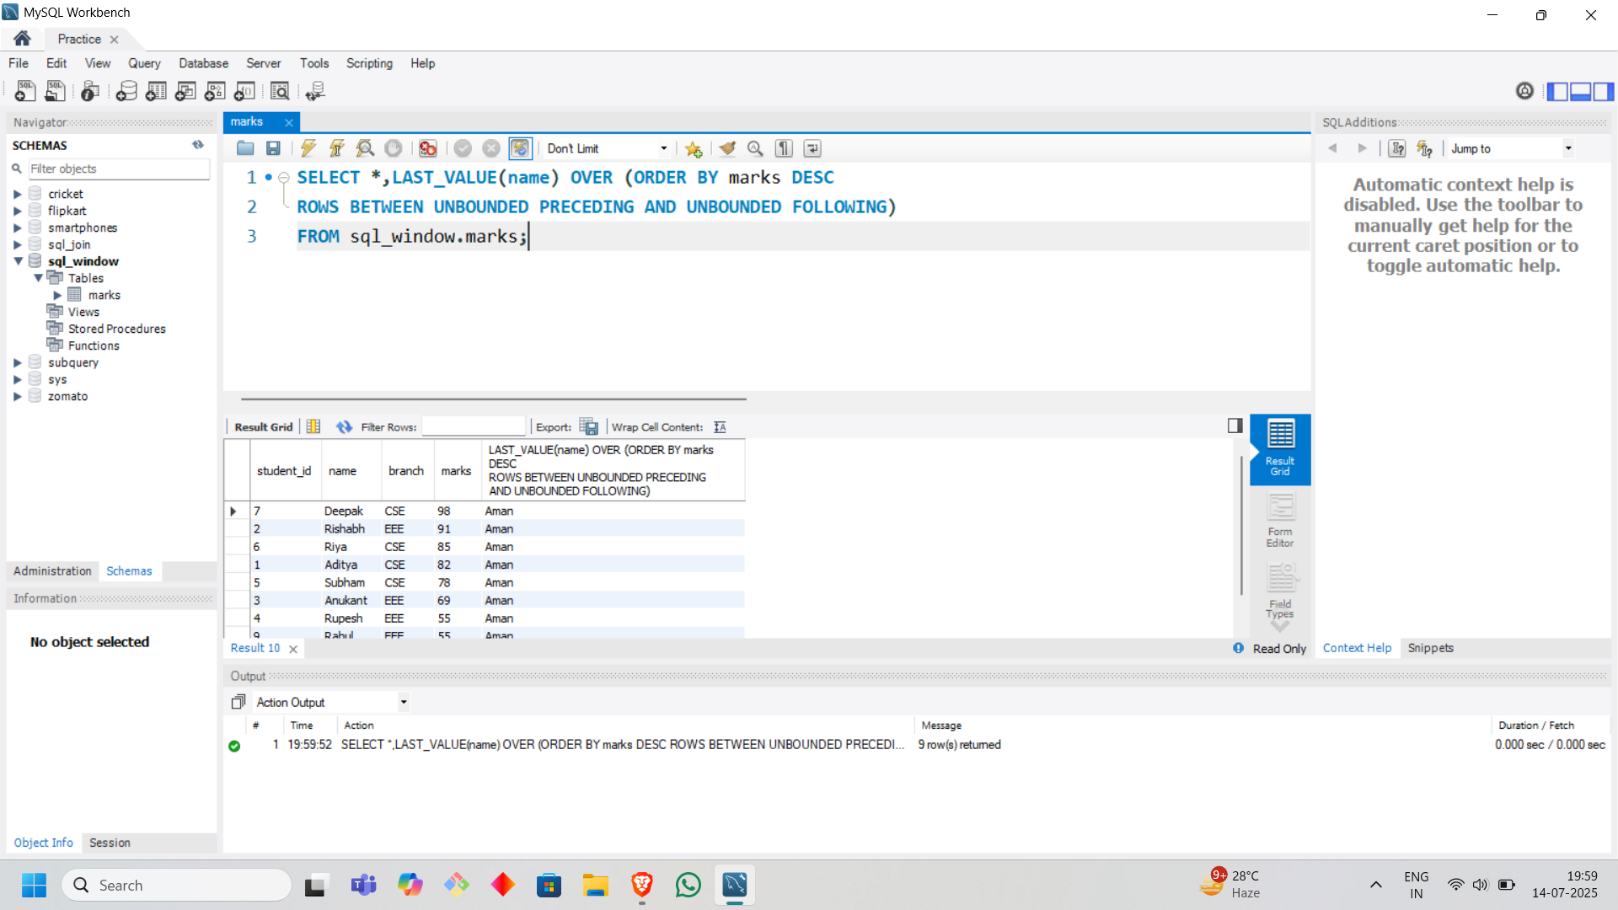 MySQL Workbench
Practice
File Edit View Query Database Server Tools Scripting Help
Navigator
SCHEMAS
Filter objects
cricket
flipkart
smartphones
sql_join
sql_window
Tables
marks
Views
Stored Procedures
Functions
subquery
sys
zomato
Administration Schemas
Information
No object selected
Object Info Session
marks
Don't Limit
1 SELECT *,LAST_VALUE(name) OVER (ORDER BY marks DESC
2 ROWS BETWEEN UNBOUNDED PRECEDING AND UNBOUNDED FOLLOWING)
3 FROM sql_window.marks;
Result Grid Filter Rows: Export: Wrap Cell Content:
student_id name branch marks LAST_VALUE(name) OVER (ORDER BY marks
DESC
ROWS BETWEEN UNBOUNDED PRECEDING
AND UNBOUNDED FOLLOWING)
7 Deepak CSE 98 Aman
2 Rishabh EEE 91 Aman
6 Riya CSE 85 Aman
1 Aditya CSE 82 Aman
5 Subham CSE 78 Aman
3 Anukant EEE 69 Aman
4 Rupesh EEE 55 Aman
9 Rahul EEE 55 Aman
Result Grid
Form Editor
Field Types
Result 10
Read Only
SQLAdditions
Jump to
Automatic context help is
disabled. Use the toolbar to
manually get help for the
current caret position or to
toggle automatic help.
Context Help Snippets
Output
Action Output
# Time Action Message Duration / Fetch
1 19:59:52 SELECT *,LAST_VALUE(name) OVER (ORDER BY marks DESC ROWS BETWEEN UNBOUNDED PRECEDI... 9 row(s) returned 0.000 sec / 0.000 sec
Search
9+
28°C
Haze
ENG
IN
19:59
14-07-2025